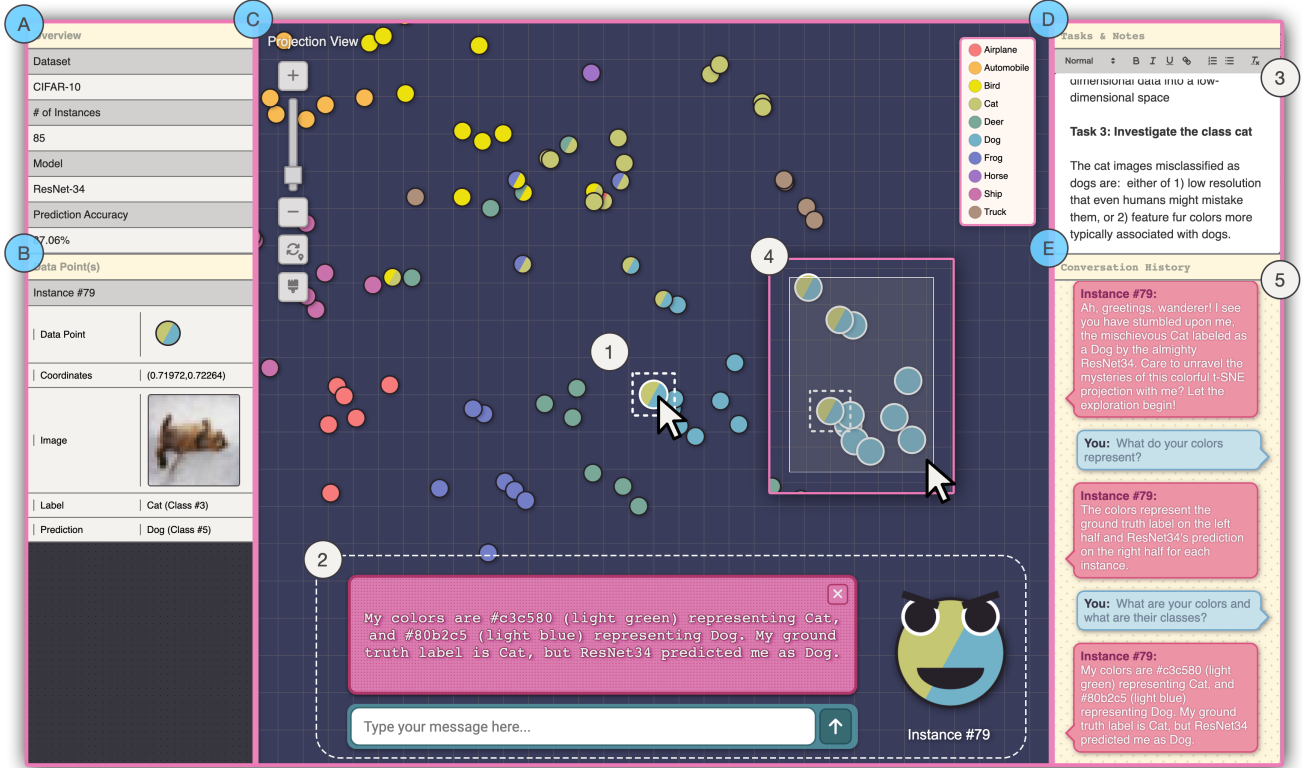 A
Overview
Dataset
CIFAR-10
# of Instances
85
Model
ResNet-34
Prediction Accuracy
87.06%
B
Data Point(s)
Instance #79
Data Point
Coordinates
(0.71972,0.72264)
Image
Label
Cat (Class #3)
Prediction
Dog (Class #5)
C
Projection View
+
−
Airplane
Automobile
Bird
Cat
Deer
Dog
Frog
Horse
Ship
Truck
1
4
2
My colors are #c3c580 (light green) representing Cat,
and #80b2c5 (light blue) representing Dog. My ground
truth label is Cat, but ResNet34 predicted me as Dog.
Type your message here...
Instance #79
D
Tasks & Notes
Normal
B I U
3
dimensional data into a low-
dimensional space
Task 3: Investigate the class cat
The cat images misclassified as
dogs are: either of 1) low resolution
that even humans might mistake
them, or 2) feature fur colors more
typically associated with dogs.
E
Conversation History
5
Instance #79:
Ah, greetings, wanderer! I see
you have stumbled upon me,
the mischievous Cat labeled as
a Dog by the almighty
ResNet34. Care to unravel the
mysteries of this colorful t-SNE
projection with me? Let the
exploration begin!
You: What do your colors
represent?
Instance #79:
The colors represent the
ground truth label on the left
half and ResNet34's prediction
on the right half for each
instance.
You: What are your colors and
what are their classes?
Instance #79:
My colors are #c3c580 (light
green) representing Cat, and
#80b2c5 (light blue)
representing Dog. My ground
truth label is Cat, but ResNet34
predicted me as Dog.